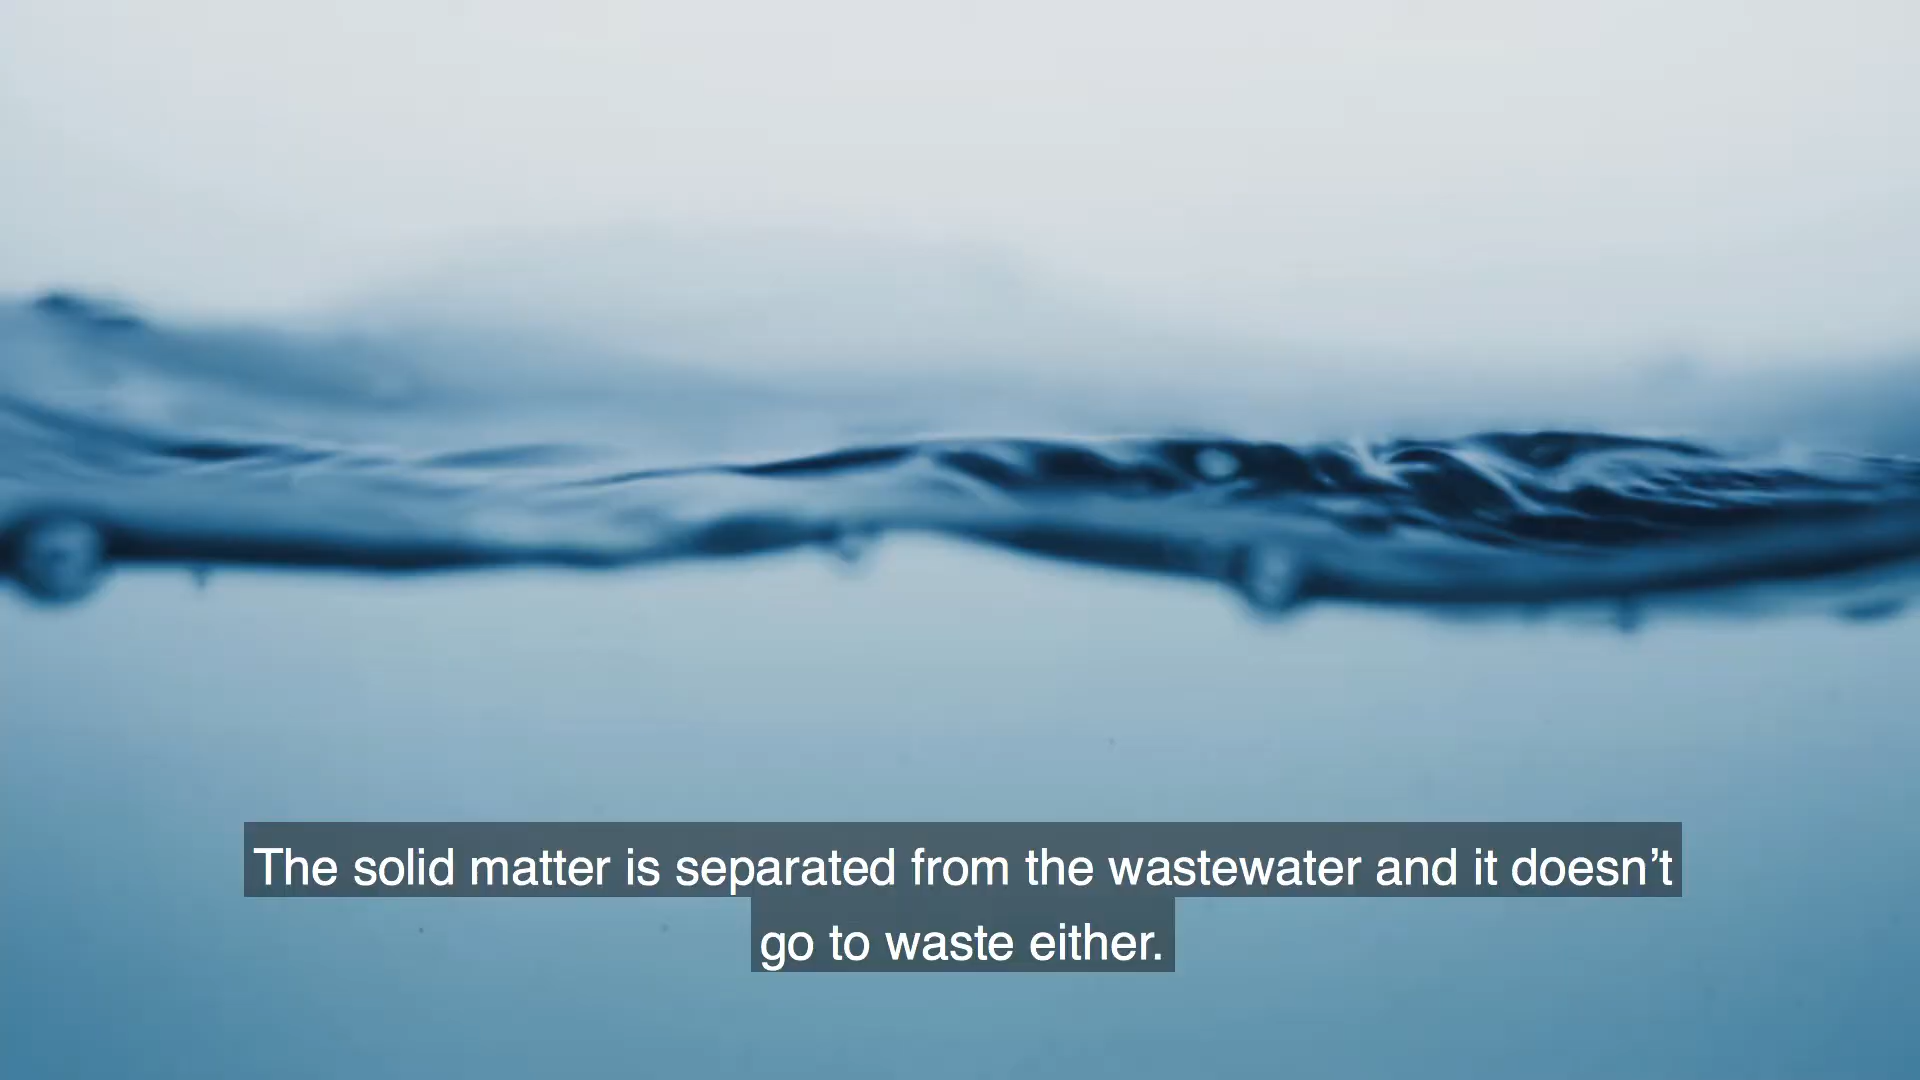 The solid matter is separated from the wastewater and it doesn’t
go to waste either.